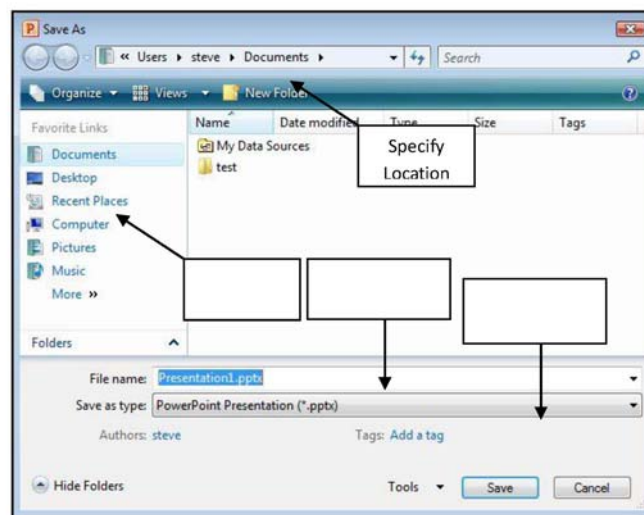 Save As
« Users ▸ steve ▸ Documents ▸ Search
Organize Views New Folder
Favorite Links
Name Date modified Type Size Tags
Documents
Desktop
Recent Places
Computer
Pictures
Music
More »
My Data Sources
test
Specify
Location
Folders
File name: Presentation1.pptx
Save as type: PowerPoint Presentation (*.pptx)
Authors: steve Tags: Add a tag
Hide Folders Tools Save Cancel